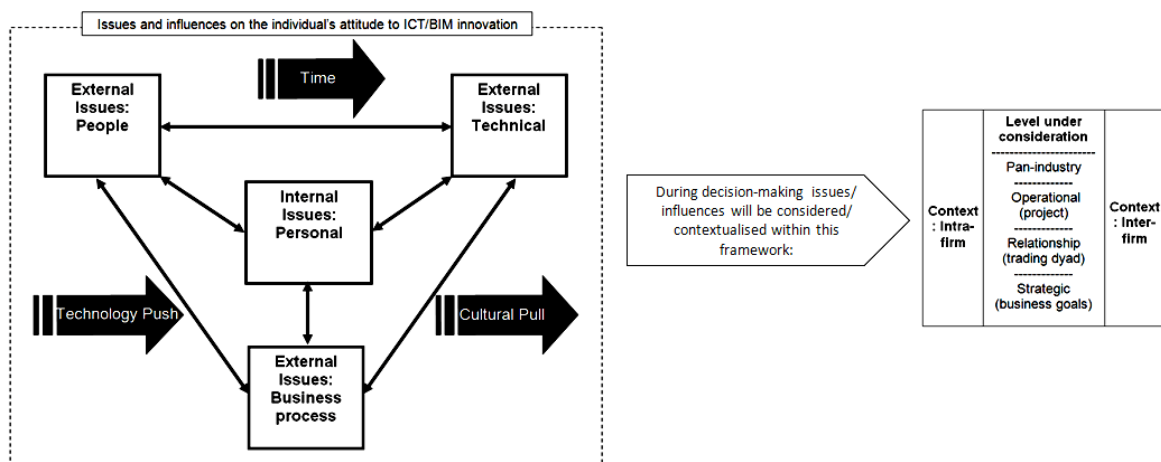 Issues and influences on the individual's attitude to ICT/BIM innovation
Time
External
Issues:
People
External
Issues:
Technical
Internal
Issues:
Personal
Technology Push
Cultural Pull
External
Issues:
Business
process
During decision-making issues/
influences will be considered/
contextualised within this
framework:
Context
: Intra-
firm
Level under
consideration
Pan-industry
Operational
(project)
Relationship
(trading dyad)
Strategic
(business goals)
Context
: Inter-
firm